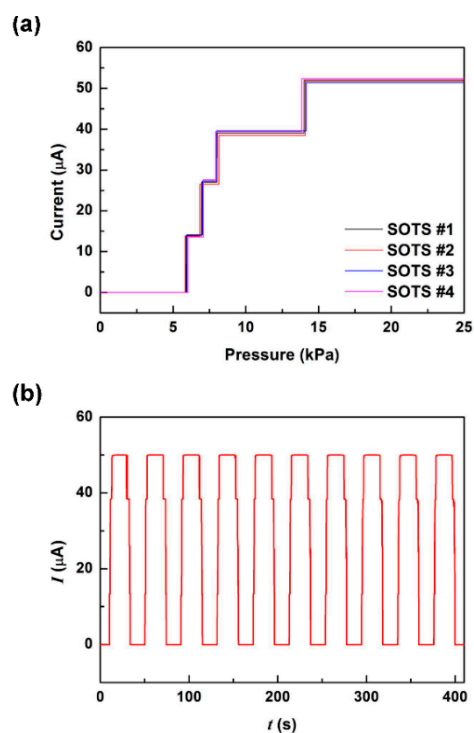 (a)
60
50
40
30
20
10
0
Current (μA)
SOTS #1
SOTS #2
SOTS #3
SOTS #4
0 5 10 15 20 25
Pressure (kPa)
(b)
60
40
20
0
I (μA)
0 100 200 300 400
t (s)